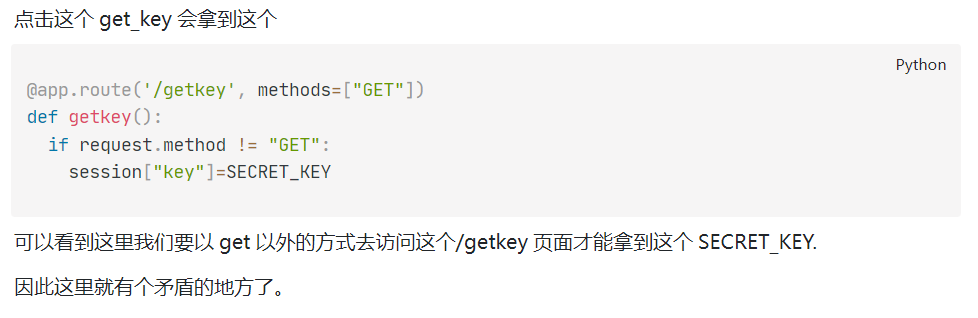 点击这个 get_key 会拿到这个
Python
@app.route('/getkey', methods=["GET"])
def getkey():
  if request.method != "GET":
    session["key"]=SECRET_KEY
可以看到这里我们要以 get 以外的方式去访问这个/getkey 页面才能拿到这个 SECRET_KEY.
因此这里就有个矛盾的地方了。